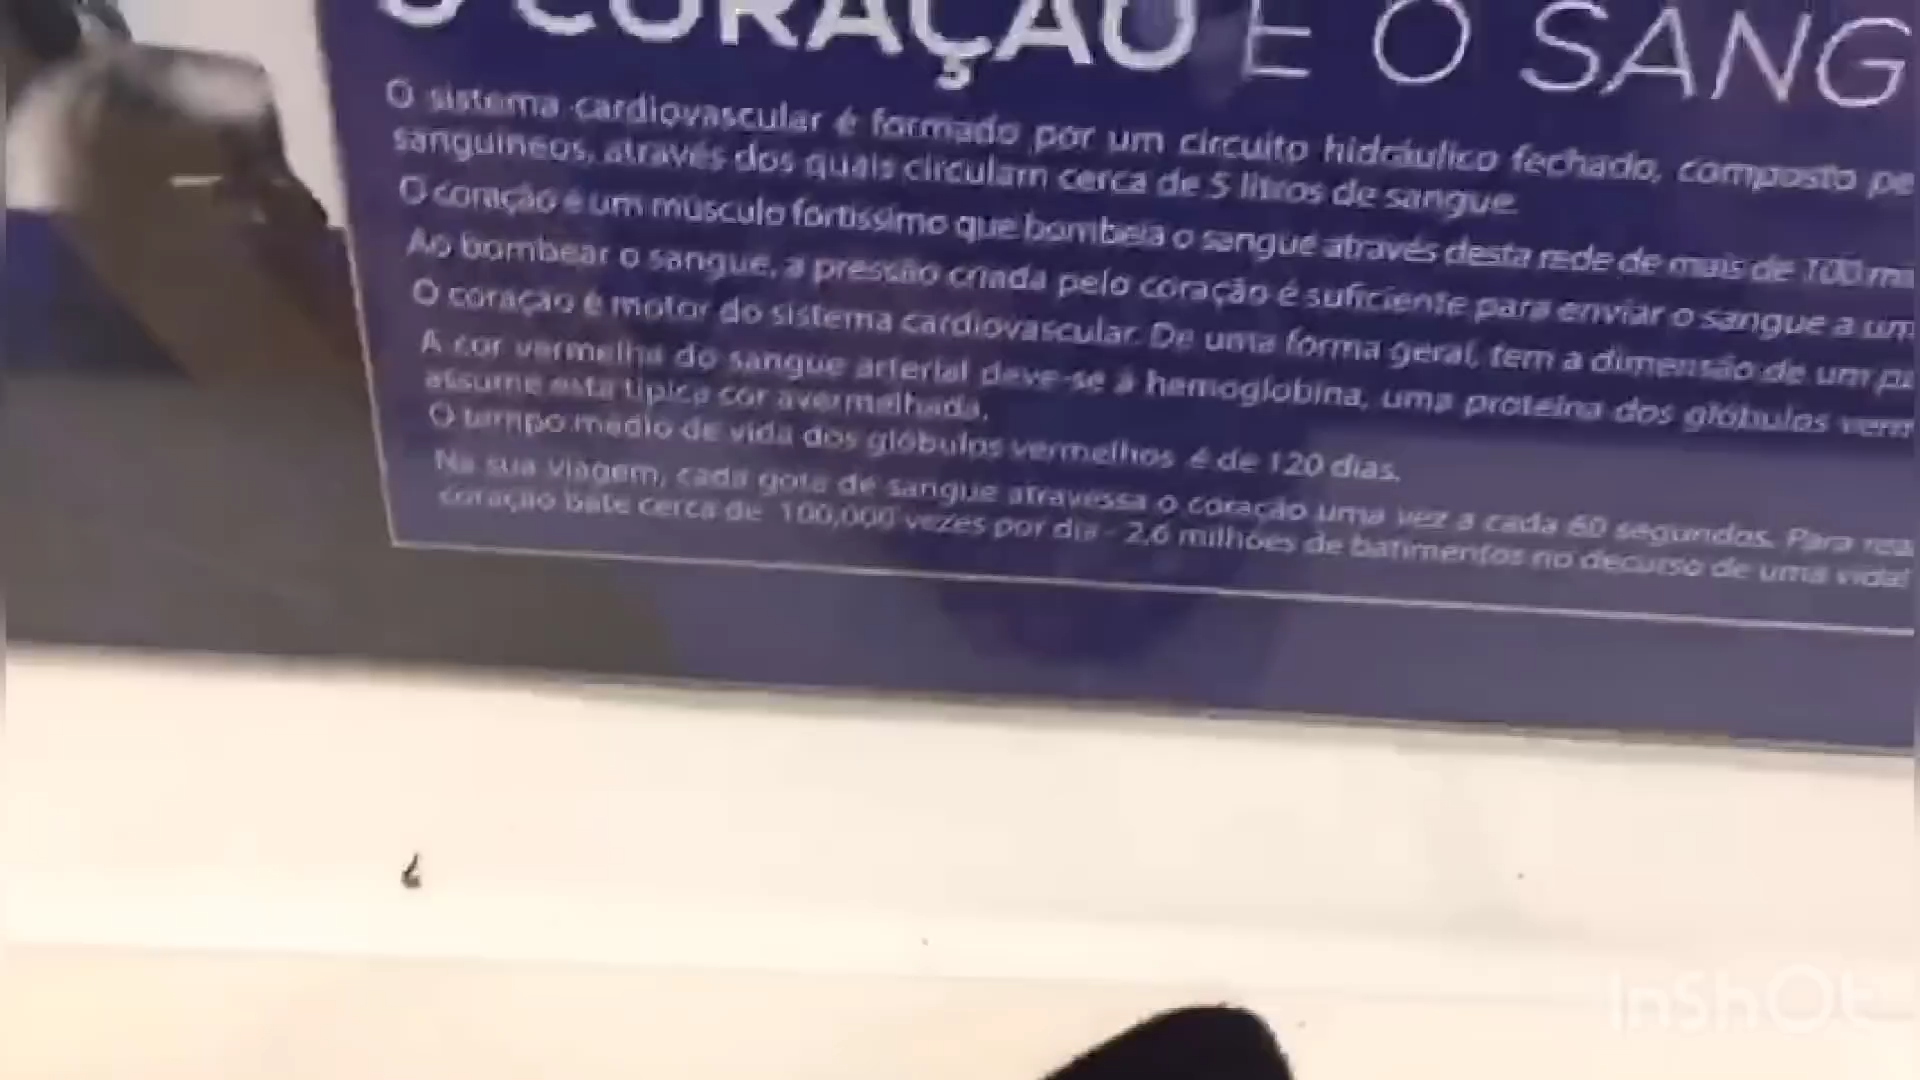 O CORAÇÃO E O SANG
O sistema cardiovascular é formado por um circuito hidráulico fechado, composto pe
sanguíneos, através dos quais circulam cerca de 5 litros de sangue.
O coração é um músculo fortíssimo que bombeia o sangue através desta rede de mais de 100 mi
Ao bombear o sangue, a pressão criada pelo coração é suficiente para enviar o sangue a um
O coração é motor do sistema cardiovascular. De uma forma geral, tem a dimensão de um pu
A cor vermelha do sangue arterial deve-se à hemoglobina, uma proteína dos glóbulos verm
assume esta típica cor avermelhada.
O tempo médio de vida dos glóbulos vermelhos é de 120 dias.
Na sua viagem, cada gota de sangue atravessa o coração uma vez a cada 60 segundos. Para rea
coração bate cerca de 100,000 vezes por dia - 2,6 milhões de batimentos no decurso de uma vida!
InShOt